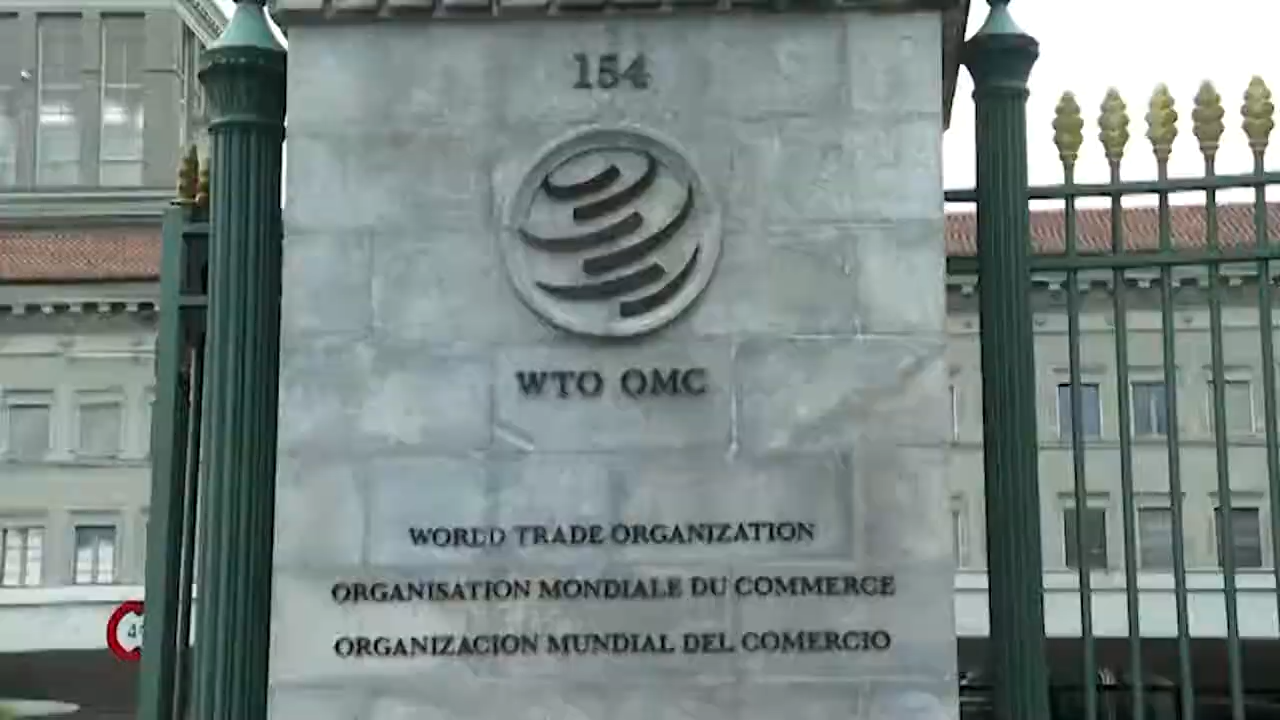 154
WTO OMC
WORLD TRADE ORGANIZATION
ORGANISATION MONDIALE DU COMMERCE
ORGANIZACION MUNDIAL DEL COMERCIO